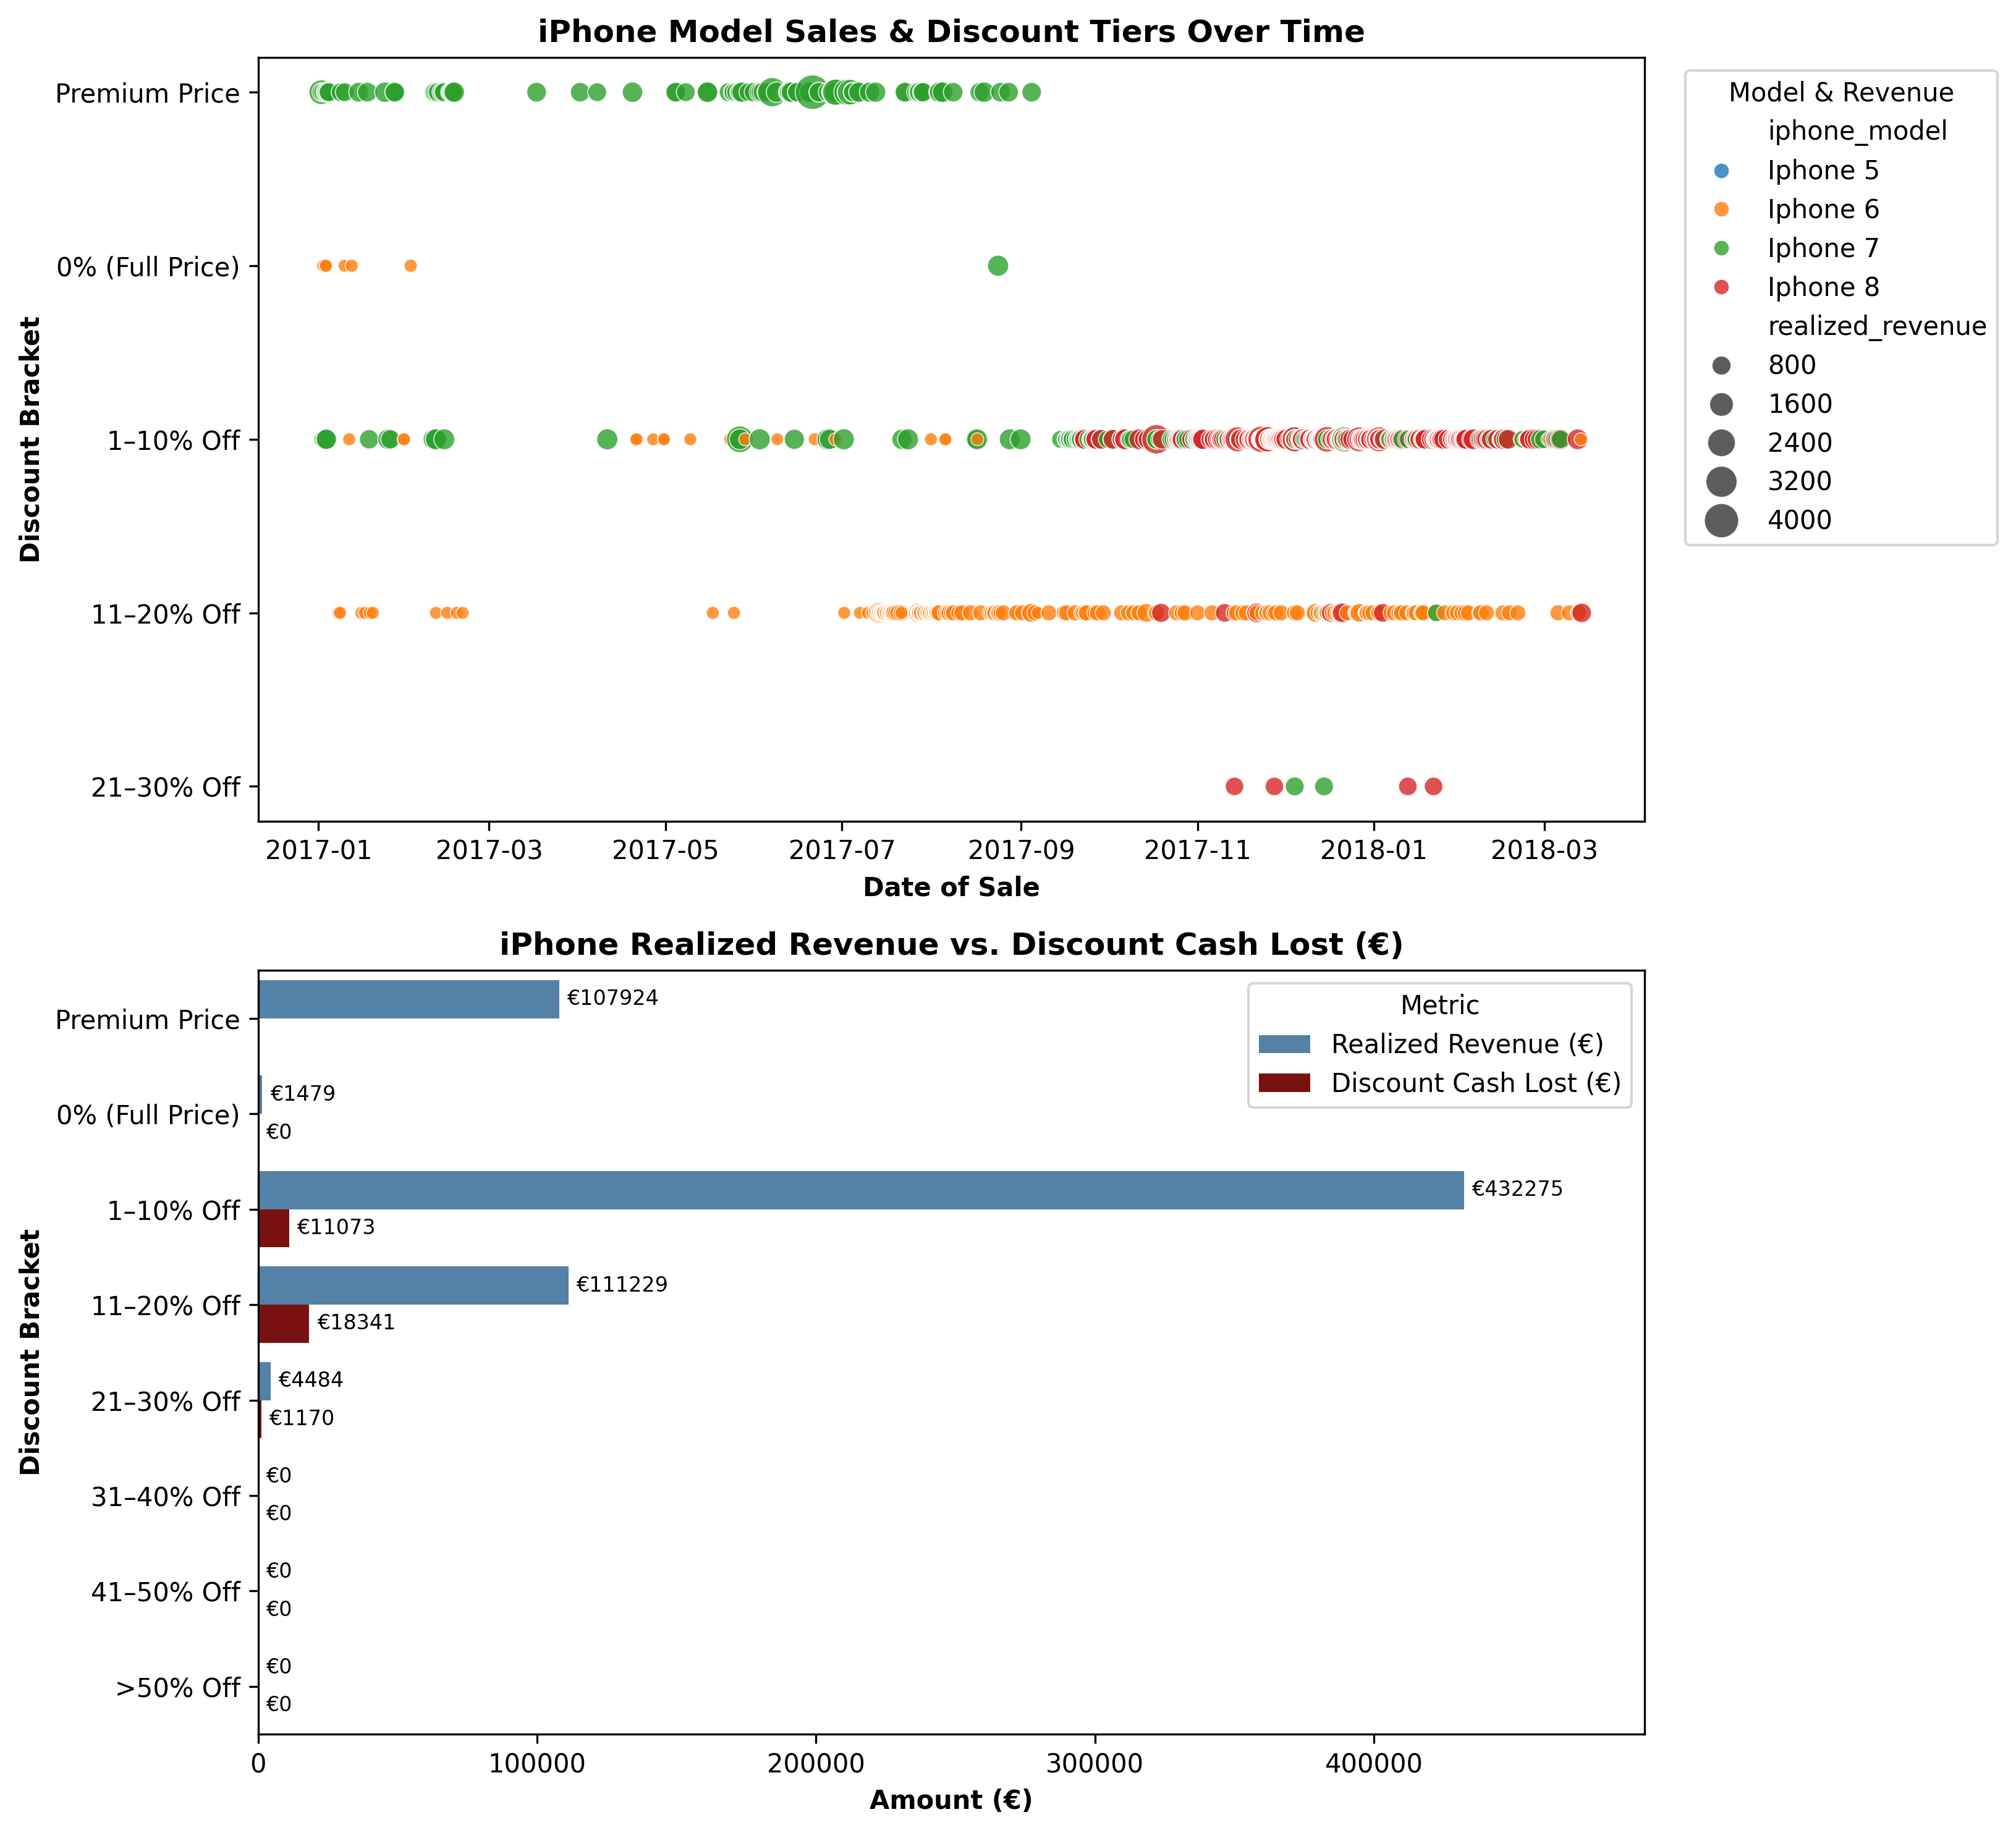 iPhone Model Sales & Discount Tiers Over Time
Discount Bracket
Premium Price
0% (Full Price)
1–10% Off
11–20% Off
21–30% Off
2017-01
2017-03
2017-05
2017-07
2017-09
2017-11
2018-01
2018-03
Date of Sale
Model & Revenue
iphone_model
Iphone 5
Iphone 6
Iphone 7
Iphone 8
realized_revenue
800
1600
2400
3200
4000
iPhone Realized Revenue vs. Discount Cash Lost (€)
Discount Bracket
Premium Price
€107924
0% (Full Price)
€1479
€0
1–10% Off
€432275
€11073
11–20% Off
€111229
€18341
21–30% Off
€4484
€1170
31–40% Off
€0
€0
41–50% Off
€0
€0
>50% Off
€0
€0
0
100000
200000
300000
400000
Amount (€)
Metric
Realized Revenue (€)
Discount Cash Lost (€)